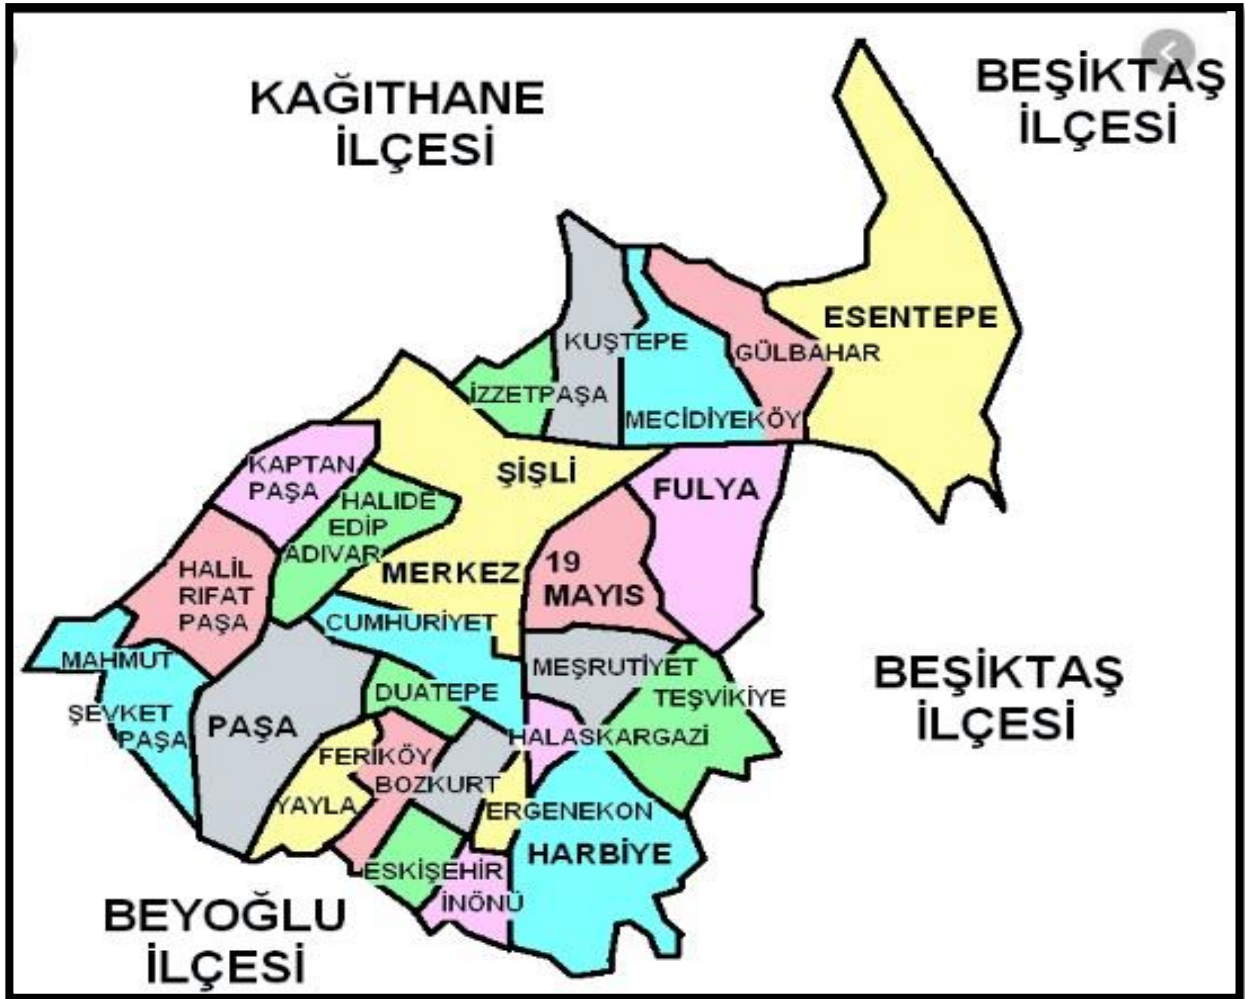 KAĞITHANE
İLÇESİ
BEŞİKTAŞ
İLÇESİ
ESENTEPE
KUŞTEPE
GÜLBAHAR
İZZETPAŞA
MECİDİYEKÖY
KAPTAN
PAŞA
ŞİŞLİ
MERKEZ
FULYA
HALIDE
EDİP
ADIVAR
19
MAYIS
HALİL
RIFAT
PAŞA
CUMHURİYET
MAHMUT
ŞEVKET
PAŞA
MEŞRUTİYET
TEŞVİKİYE
BEŞİKTAŞ
İLÇESİ
DUATEPE
PAŞA
HALASKARGAZİ
FERİKÖY
BOZKURT
YAYLA
ERGENEKON
HARBİYE
ESKİŞEHİR
İNÖNÜ
BEYOĞLU
İLÇESİ